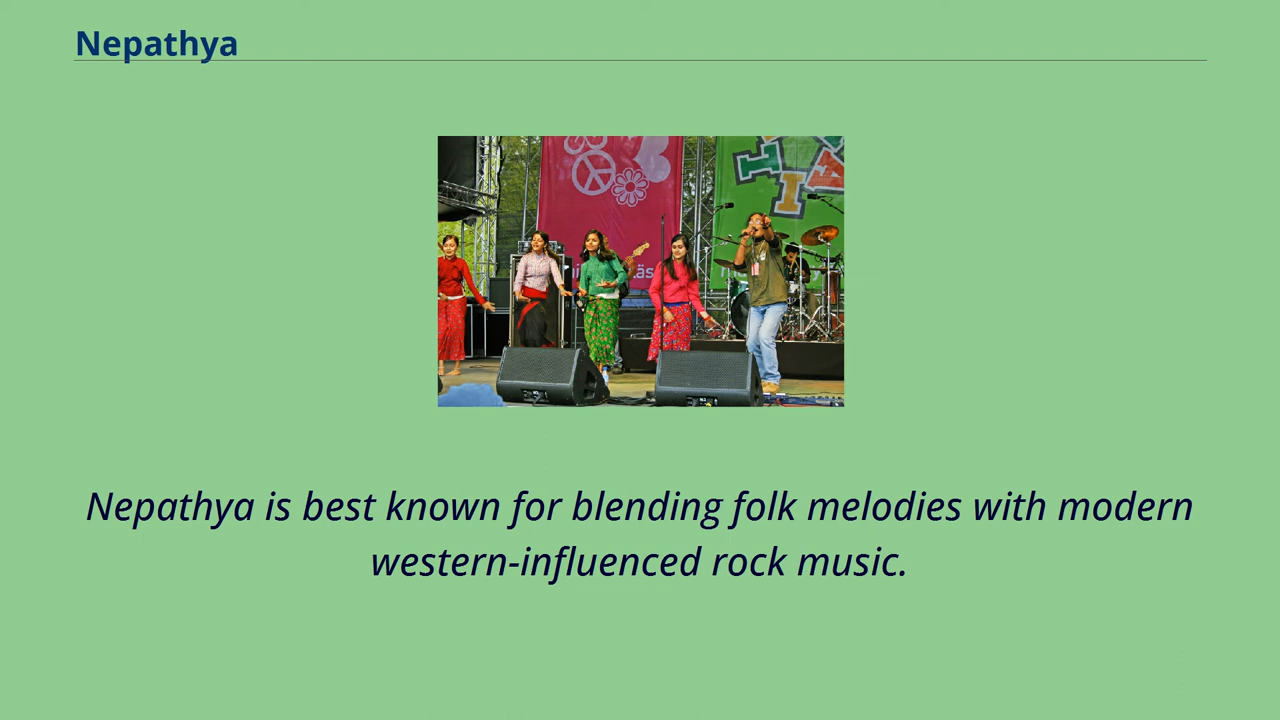 Nepathya
Nepathya is best known for blending folk melodies with modern
western-influenced rock music.